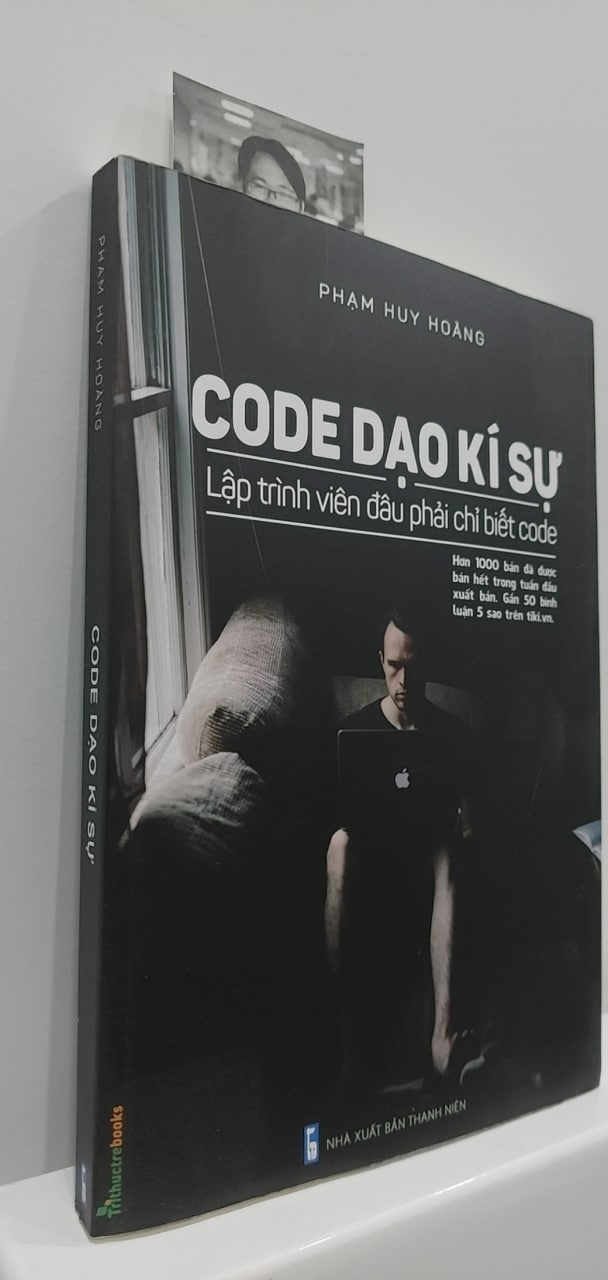 PHẠM HUY HOÀNG
CODE DẠO KÍ SỰ
Lập trình viên đâu phải chỉ biết code
Hơn 1000 bản đã được
bán hết trong tuần đầu
xuất bản. Gần 50 bình
luận 5 sao trên tiki.vn.
NHÀ XUẤT BẢN THANH NIÊN
PHẠM HUY HOÀNG
CODE DẠO KÍ SỰ
Trithuctrebooks